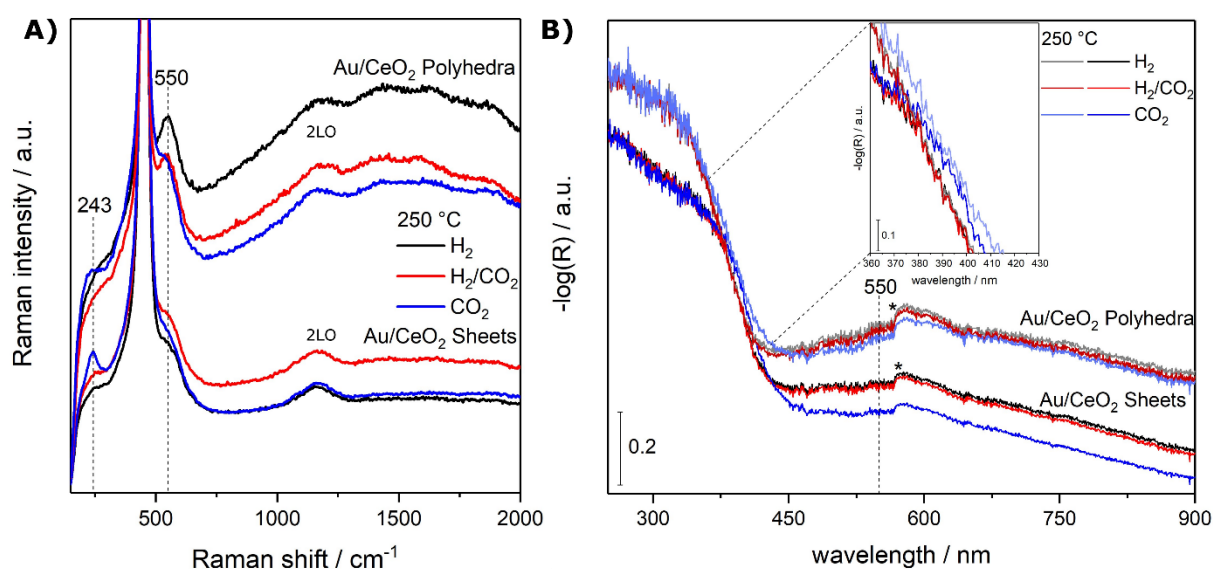 A)
Raman intensity / a.u.
550
243
Au/CeO₂ Polyhedra
2LO
250 °C
H₂
H₂/CO₂
CO₂
Au/CeO₂ Sheets
2LO
500
1000
1500
2000
Raman shift / cm⁻¹
B)
-log(R) / a.u.
-log(R) / a.u.
0.1
360 370 380 390 400 410 420 430
wavelength / nm
250 °C
H₂
H₂/CO₂
CO₂
550
*
Au/CeO₂ Polyhedra
*
Au/CeO₂ Sheets
0.2
300
450
600
750
900
wavelength / nm